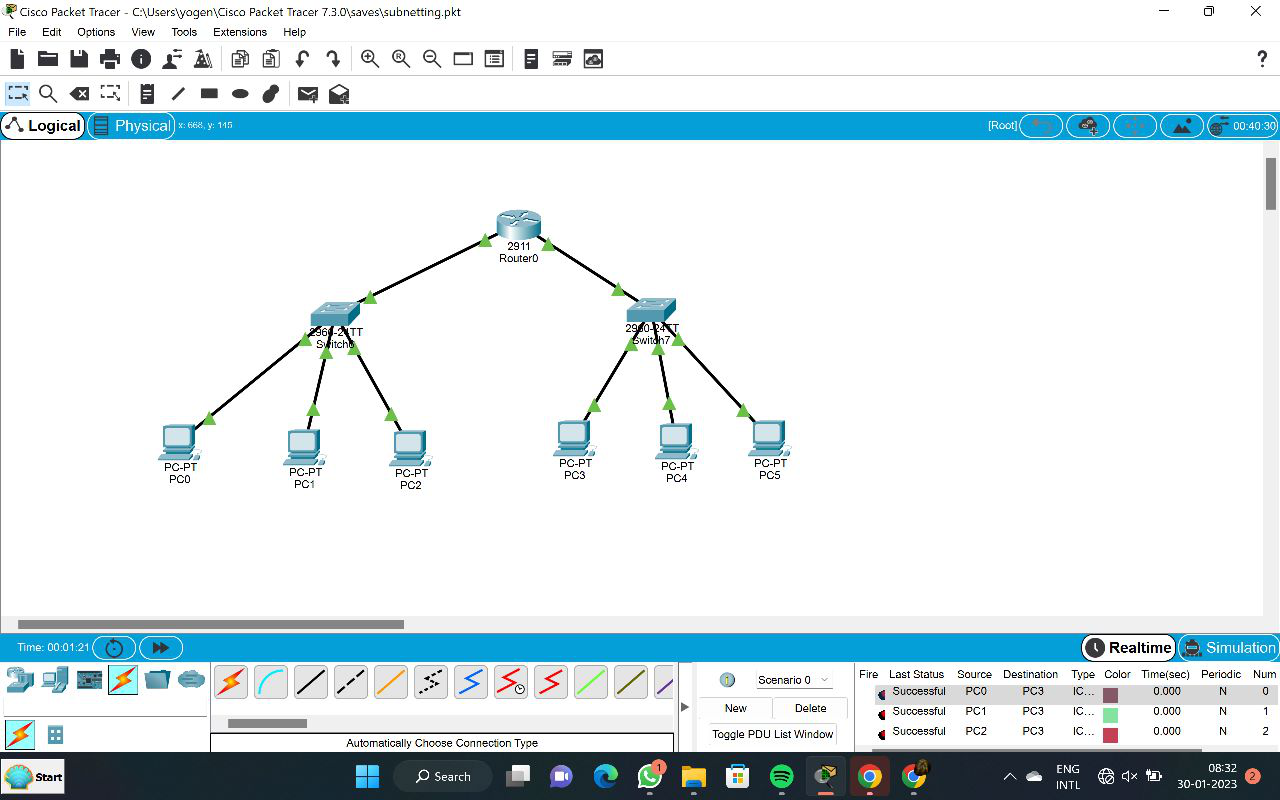 Cisco Packet Tracer - C:\Users\yogen\Cisco Packet Tracer 7.3.0\saves\subnetting.pkt
File Edit Options View Tools Extensions Help
?
Logical Physical x: 668, y: 145 [Root] 00:40:30
2911
Router0
2960-24TT
Switch6
2960-24TT
Switch7
PC-PT
PC0
PC-PT
PC1
PC-PT
PC2
PC-PT
PC3
PC-PT
PC4
PC-PT
PC5
Time: 00:01:21 Realtime Simulation
Scenario 0
New Delete
Toggle PDU List Window
Automatically Choose Connection Type
Fire Last Status Source Destination Type Color Time(sec) Periodic Num
Successful PC0 PC3 IC... 0.000 N 0
Successful PC1 PC3 IC... 0.000 N 1
Successful PC2 PC3 IC... 0.000 N 2
Start Search 1 ENG INTL 08:32 30-01-2023 2